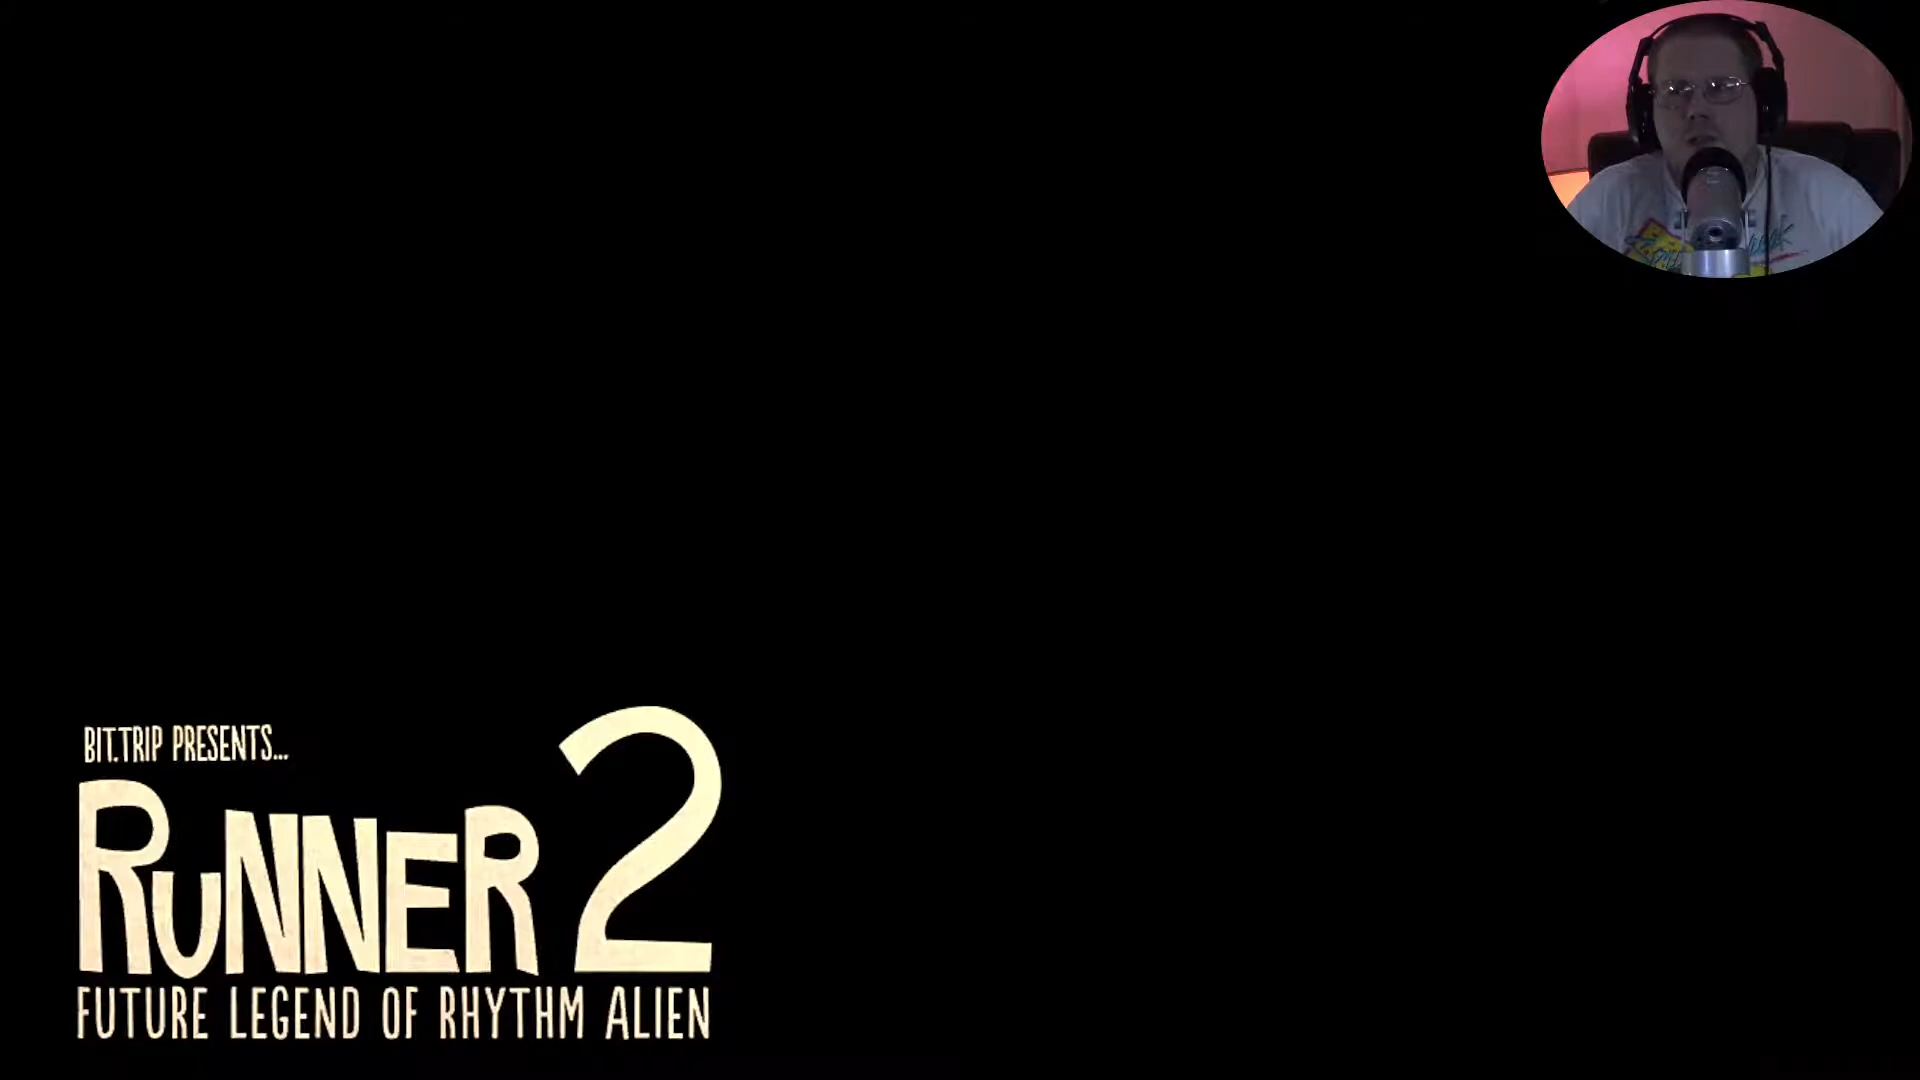 BIT.TRIP PRESENTS...
RUNNER 2
FUTURE LEGEND OF RHYTHM ALIEN